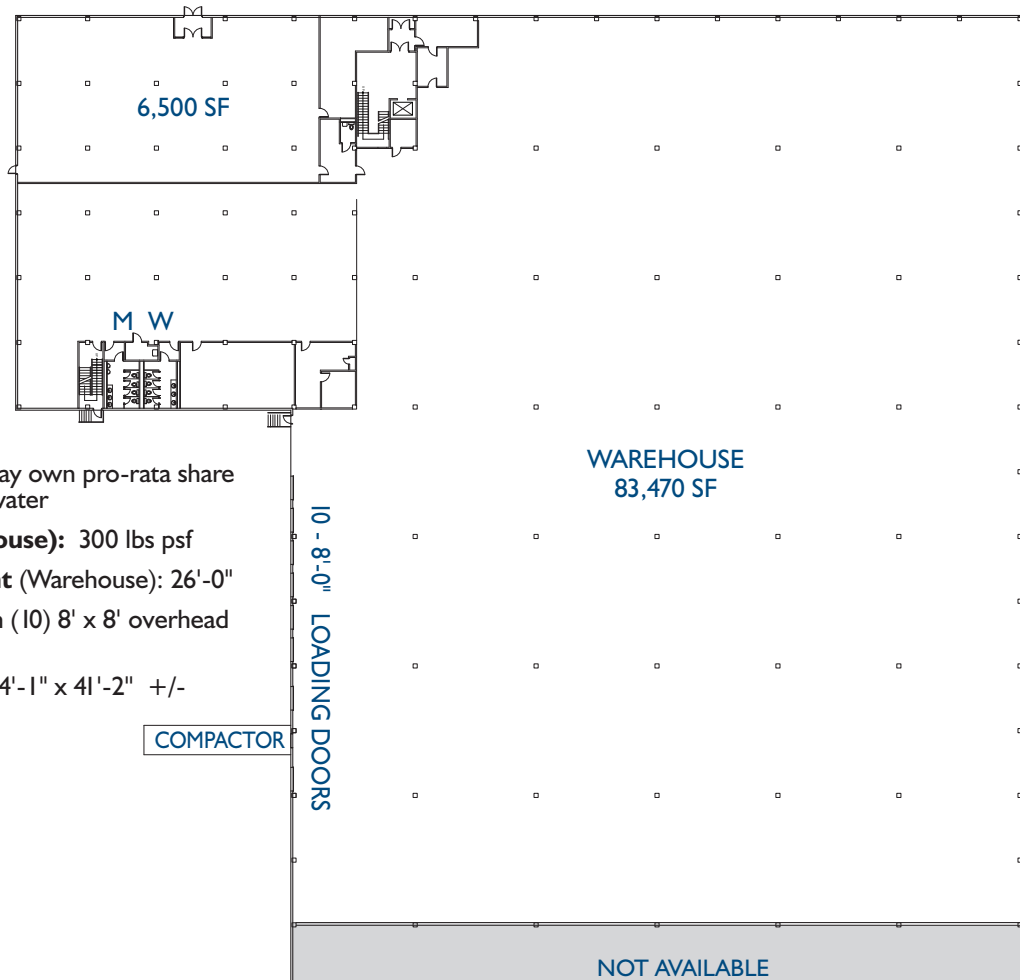 6,500 SF
M W
WAREHOUSE
83,470 SF
ay own pro-rata share
vater
ouse): 300 lbs psf
nt (Warehouse): 26'-0"
n (10) 8' x 8' overhead
4'-1" x 41'-2" +/-
10 - 8'-0" LOADING DOORS
COMPACTOR
NOT AVAILABLE